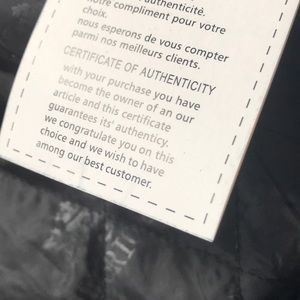 authenticité.
notre compliment pour votre
choix.
nous esperons de vous compter
parmi nos meilleurs clients.
CERTIFICATE OF AUTHENTICITY
with your purchase you have
become the owner of an our
article and this certificate
guarantees its' authenticy.
we congratulate you on this
choice and we wish to have
among our best customer.